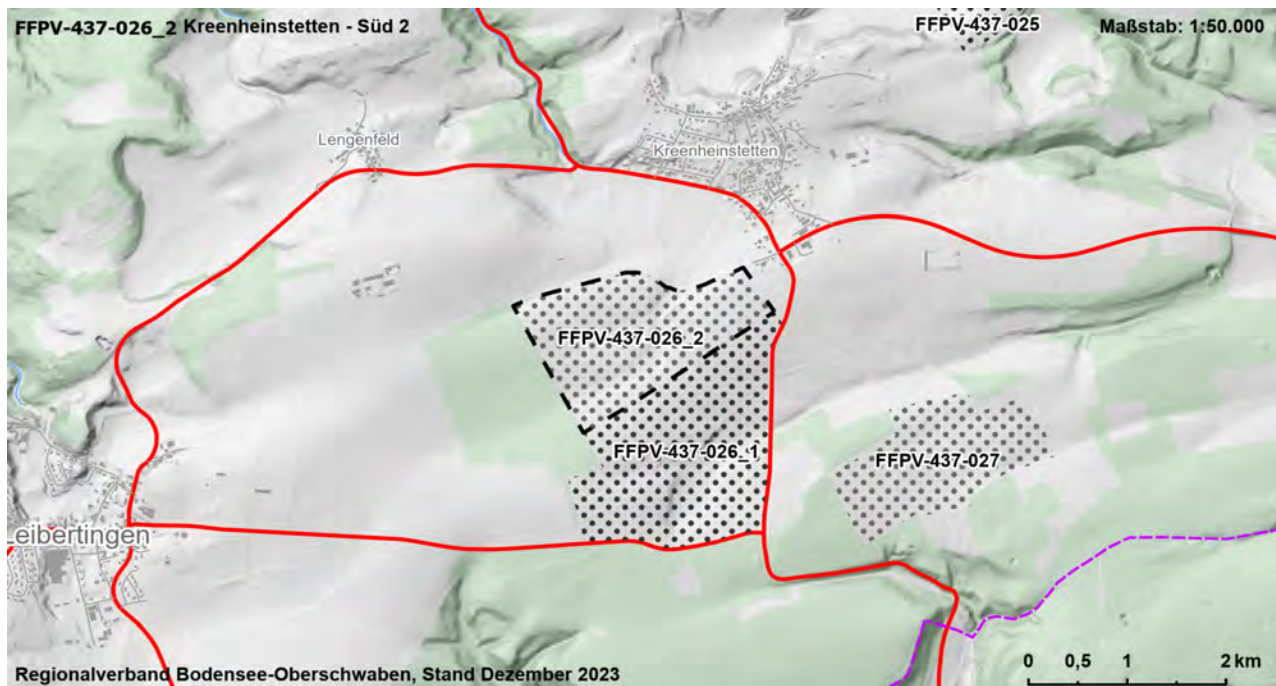 FFPV-437-026_2 Kreenheinstetten - Süd 2
FFPV-437-025
Maßstab: 1:50.000
Lengenfeld
Kreenheinstetten
FFPV-437-026_2
FFPV-437-026_1
FFPV-437-027
Leibertingen
0 0,5 1 2 km
Regionalverband Bodensee-Oberschwaben, Stand Dezember 2023